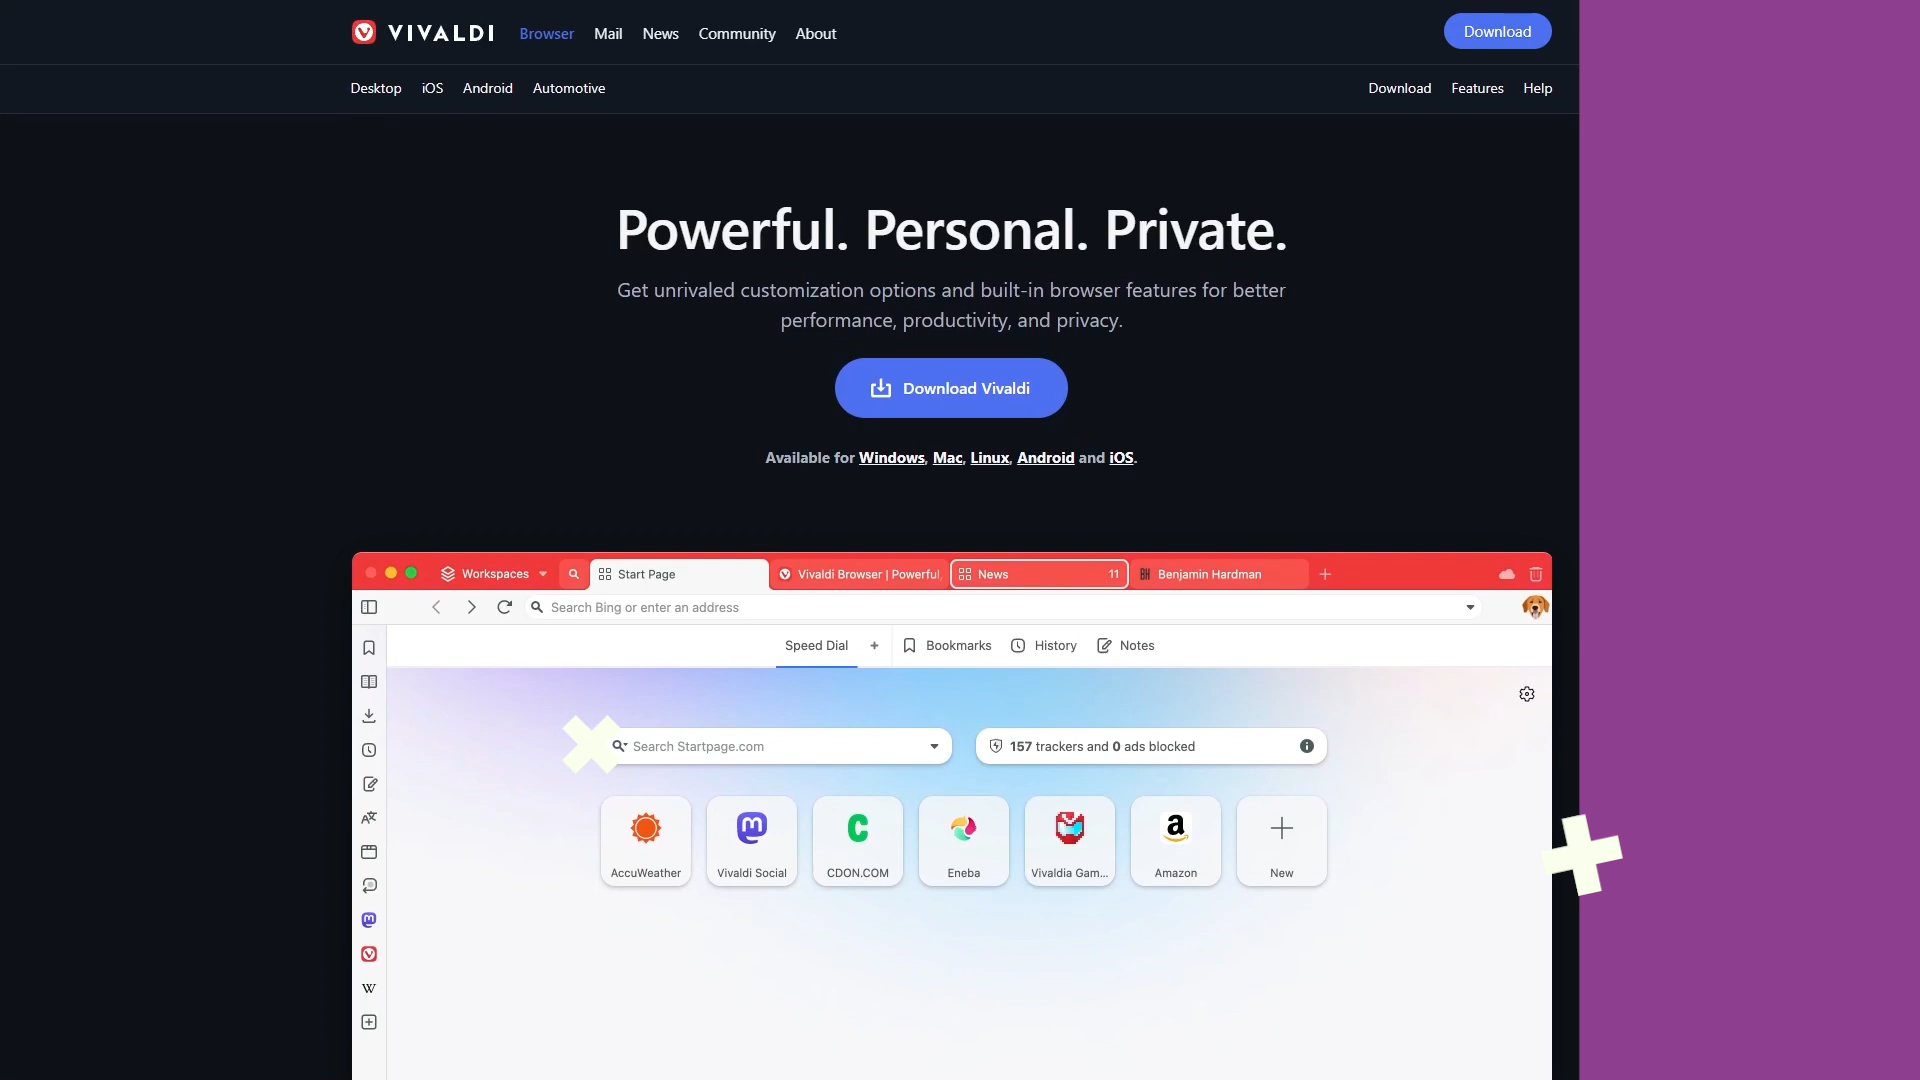 VIVALDI Browser Mail News Community About Download
Desktop iOS Android Automotive Download Features Help
Powerful. Personal. Private.
Get unrivaled customization options and built-in browser features for better
performance, productivity, and privacy.
Download Vivaldi
Available for Windows, Mac, Linux, Android and iOS.
Workspaces Start Page Vivaldi Browser | Powerful, News 11 Benjamin Hardman
Search Bing or enter an address
Speed Dial + Bookmarks History Notes
Search Startpage.com 157 trackers and 0 ads blocked
AccuWeather Vivaldi Social CDON.COM Eneba Vivaldia Gam... Amazon New